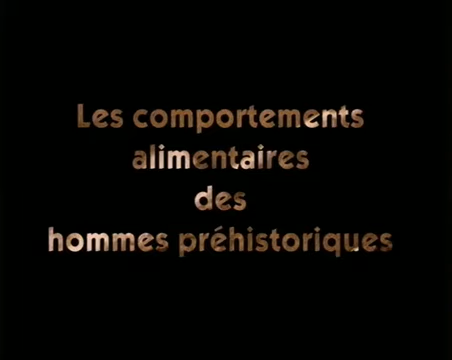 Les comportements
alimentaires
des
hommes préhistoriques